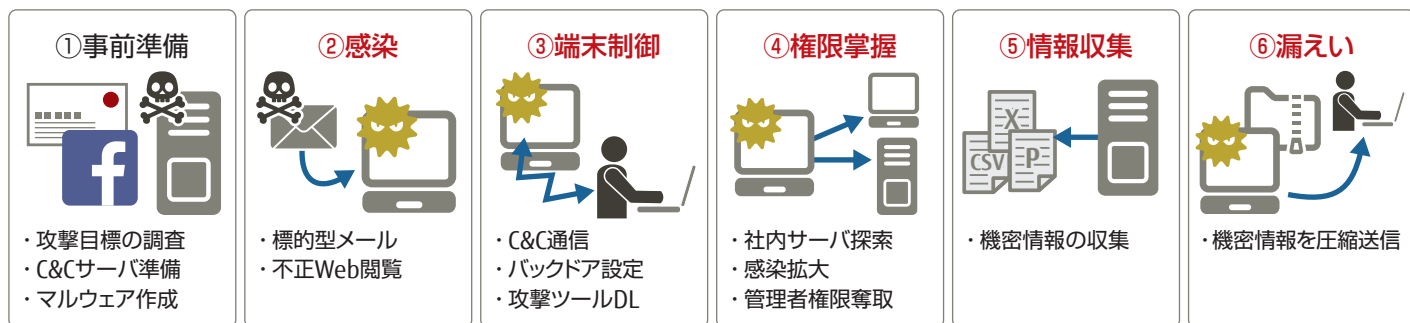 ①事前準備
・攻撃目標の調査
・C&Cサーバ準備
・マルウェア作成
②感染
・標的型メール
・不正Web閲覧
③端末制御
・C&C通信
・バックドア設定
・攻撃ツールDL
④権限掌握
・社内サーバ探索
・感染拡大
・管理者権限奪取
⑤情報収集
X
CSV
P
・機密情報の収集
⑥漏えい
・機密情報を圧縮送信